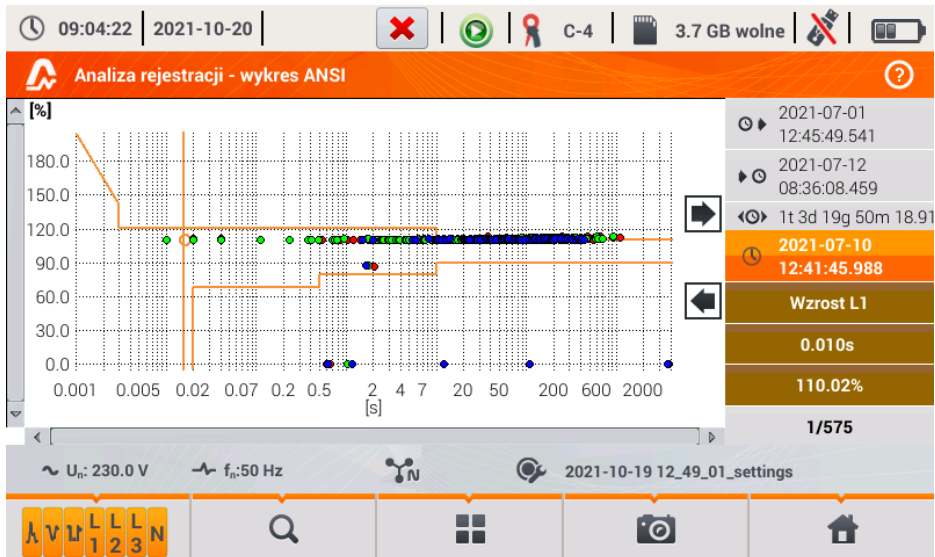 09:04:22 2021-10-20 C-4 3.7 GB wolne
Analiza rejestracji - wykres ANSI ?
[%]
180.0
150.0
120.0
90.0
60.0
30.0
0.0
0.001 0.005 0.02 0.07 0.2 0.5 2 4 7 20 50 200 600 2000
[s]
2021-07-01
12:45:49.541
2021-07-12
08:36:08.459
1t 3d 19g 50m 18.91
2021-07-10
12:41:45.988
Wzrost L1
0.010s
110.02%
1/575
Un: 230.0 V fn:50 Hz N 2021-10-19 12_49_01_settings
L1 L2 L3 N